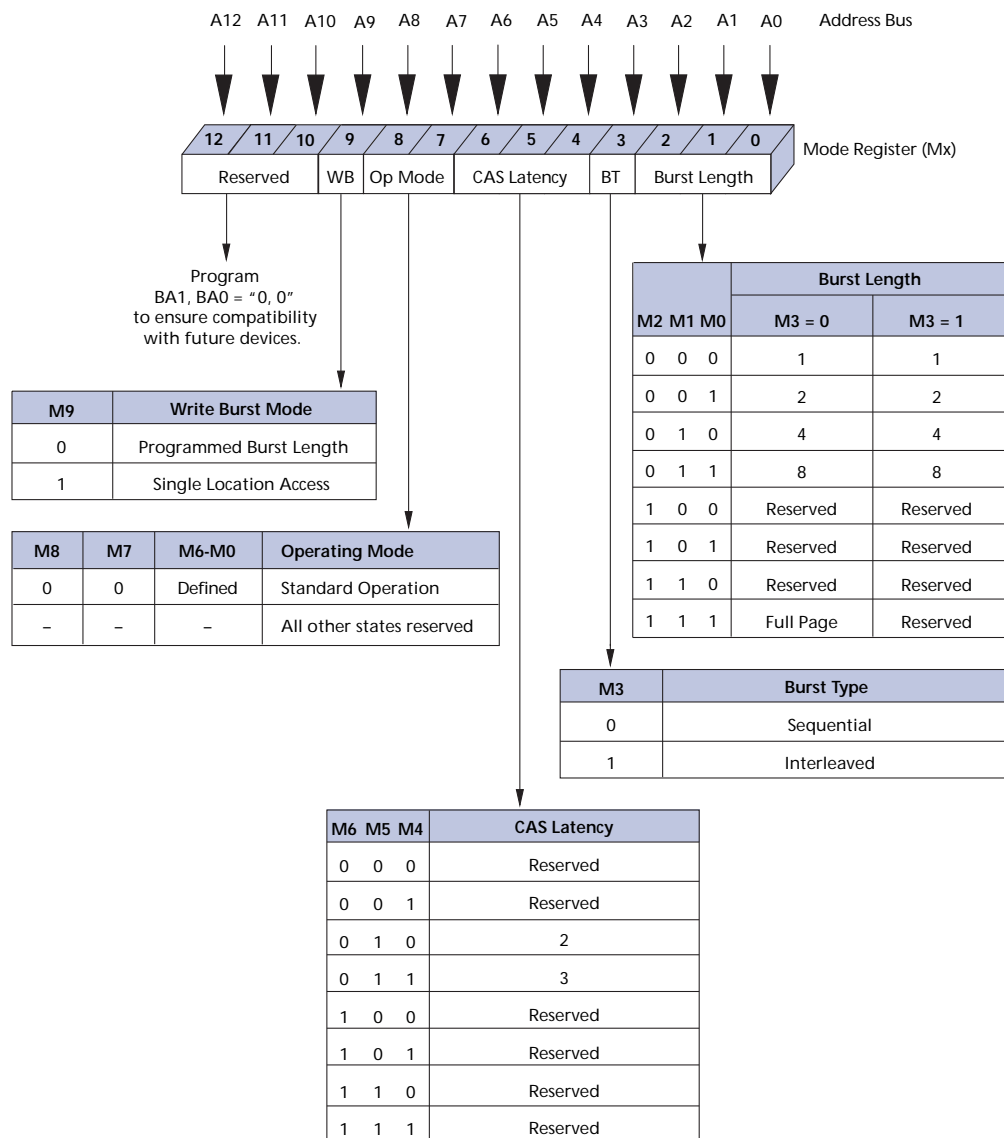 A12 A11 A10 A9 A8 A7 A6 A5 A4 A3 A2 A1 A0 Address Bus
12 11 10 9 8 7 6 5 4 3 2 1 0
Mode Register (Mx)
Reserved WB Op Mode CAS Latency BT Burst Length
Program
BA1, BA0 = “0, 0”
to ensure compatibility
with future devices.
Burst Length
M2 M1 M0 M3 = 0 M3 = 1
0 0 0 1 1
0 0 1 2 2
0 1 0 4 4
0 1 1 8 8
1 0 0 Reserved Reserved
1 0 1 Reserved Reserved
1 1 0 Reserved Reserved
1 1 1 Full Page Reserved
M9 Write Burst Mode
0 Programmed Burst Length
1 Single Location Access
M8 M7 M6-M0 Operating Mode
0 0 Defined Standard Operation
– – – All other states reserved
M3 Burst Type
0 Sequential
1 Interleaved
M6 M5 M4 CAS Latency
0 0 0 Reserved
0 0 1 Reserved
0 1 0 2
0 1 1 3
1 0 0 Reserved
1 0 1 Reserved
1 1 0 Reserved
1 1 1 Reserved